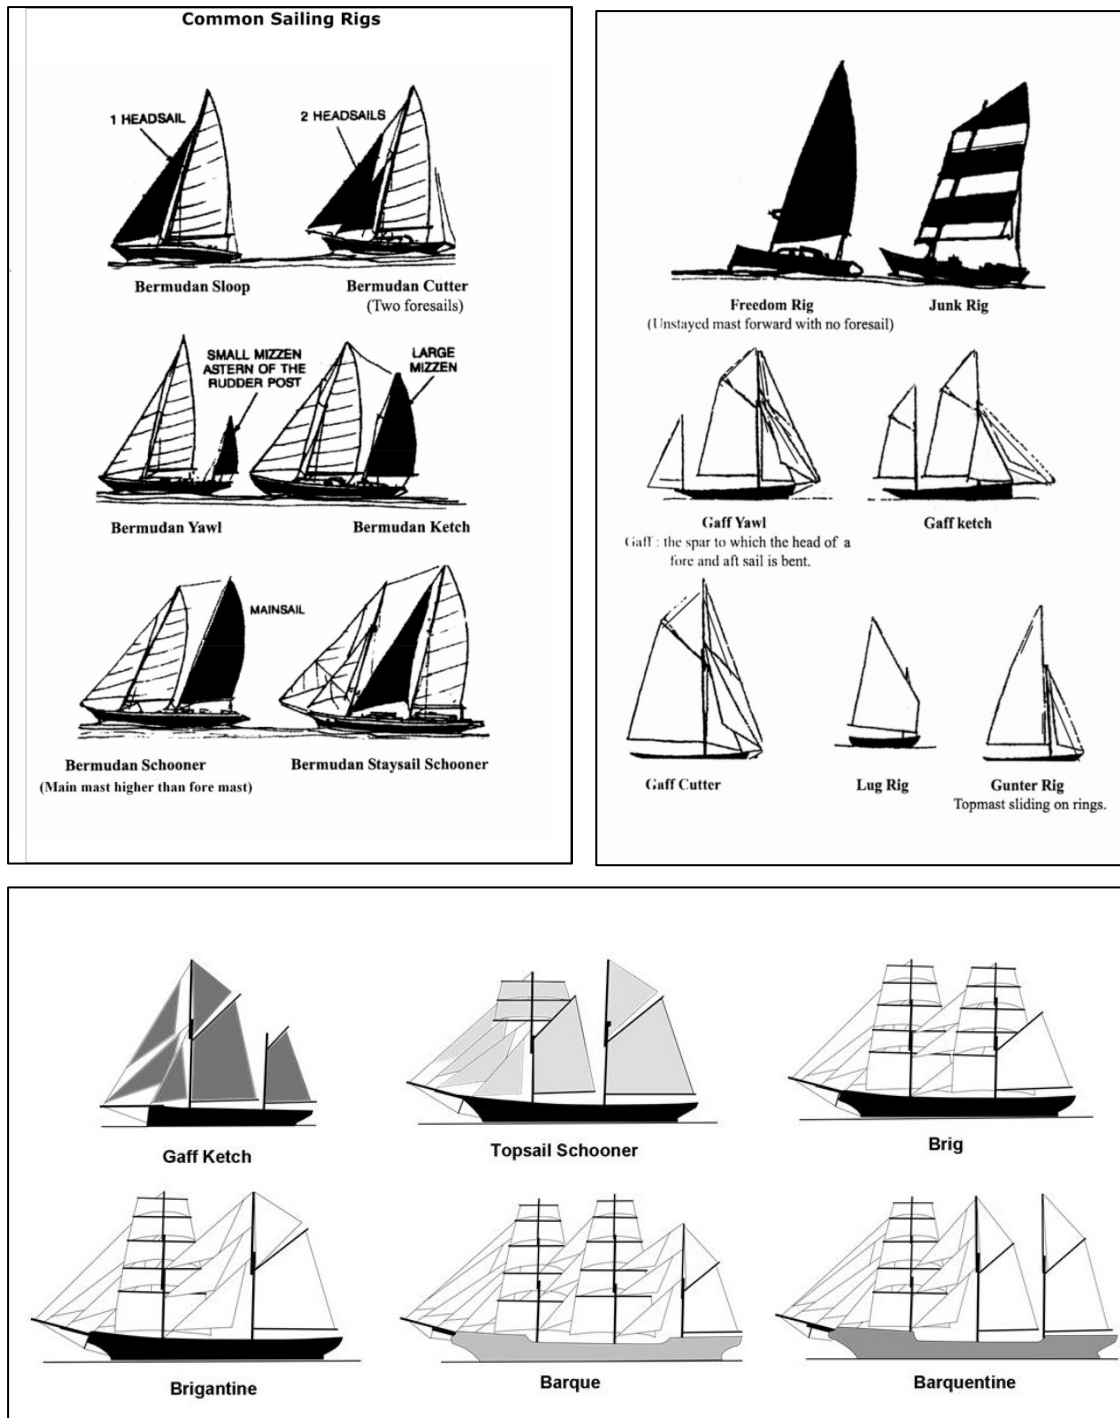 Common Sailing Rigs
1 HEADSAIL
2 HEADSAILS
Bermudan Sloop
Bermudan Cutter
(Two foresails)
SMALL MIZZEN
ASTERN OF THE
RUDDER POST
LARGE
MIZZEN
Bermudan Yawl
Bermudan Ketch
MAINSAIL
Bermudan Schooner
(Main mast higher than fore mast)
Bermudan Staysail Schooner
Freedom Rig
(Unstayed mast forward with no foresail)
Junk Rig
Gaff Yawl
Gaff : the spar to which the head of a
fore and aft sail is bent.
Gaff ketch
Gaff Cutter
Lug Rig
Gunter Rig
Topmast sliding on rings.
Gaff Ketch
Topsail Schooner
Brig
Brigantine
Barque
Barquentine